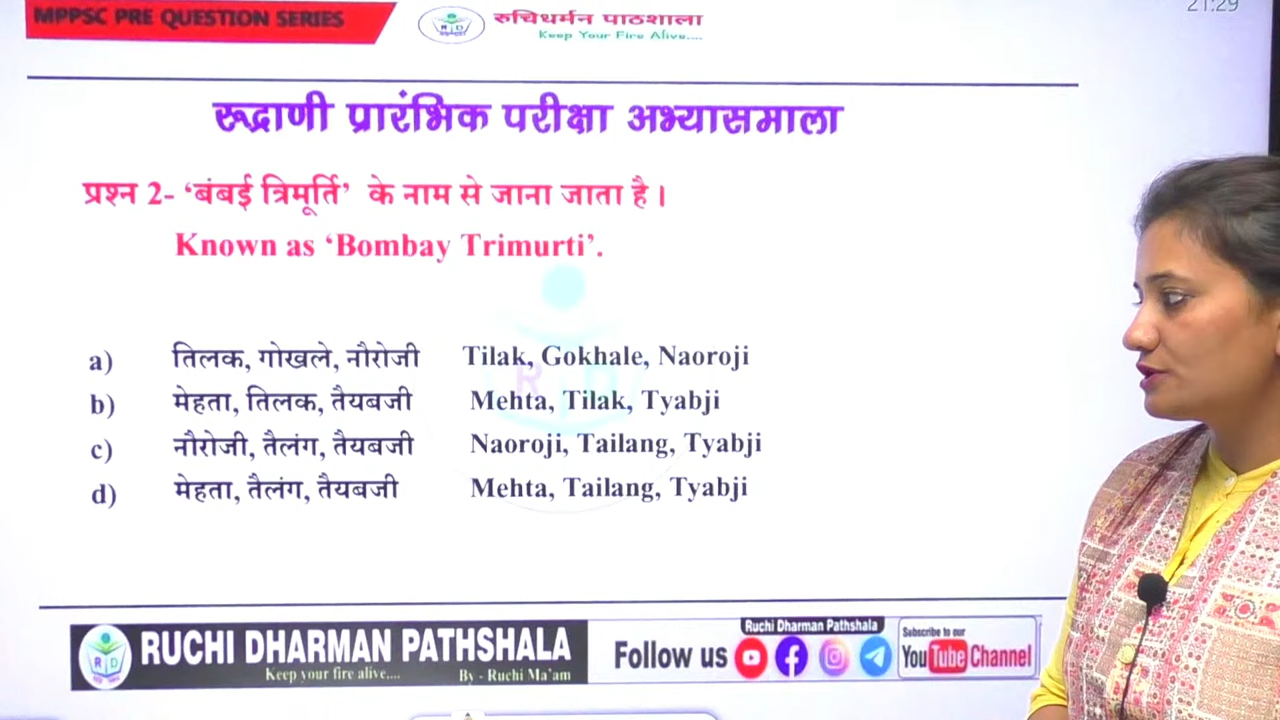 MPPSC PRE QUESTION SERIES
रुचिधर्मन पाठशाला
Keep Your Fire Alive....
21:29
रूद्राणी प्रारंभिक परीक्षा अभ्यासमाला
प्रश्न 2- ‘बंबई त्रिमूर्ति’ के नाम से जाना जाता है।
Known as ‘Bombay Trimurti’.
a) तिलक, गोखले, नौरोजी Tilak, Gokhale, Naoroji
b) मेहता, तिलक, तैयबजी Mehta, Tilak, Tyabji
c) नौरोजी, तैलंग, तैयबजी Naoroji, Tailang, Tyabji
d) मेहता, तैलंग, तैयबजी Mehta, Tailang, Tyabji
R D
RUCHI DHARMAN PATHSHALA
Keep your fire alive....
By - Ruchi Ma’am
Follow us
Ruchi Dharman Pathshala
Subscribe to our
YouTube Channel